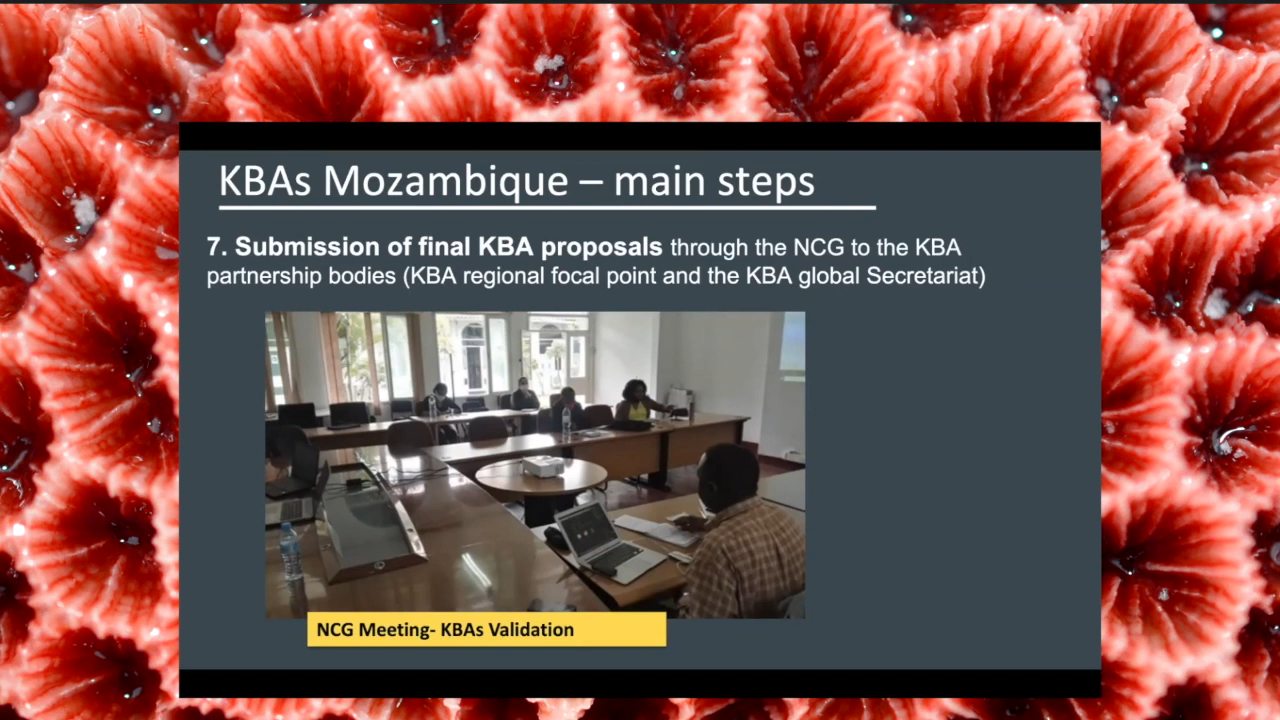 KBAs Mozambique – main steps
7. Submission of final KBA proposals through the NCG to the KBA
partnership bodies (KBA regional focal point and the KBA global Secretariat)
NCG Meeting- KBAs Validation